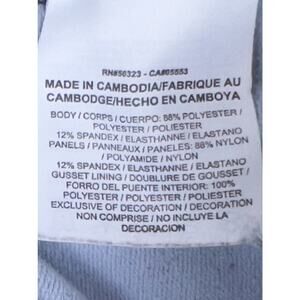 RN#50323 - CA#05553
MADE IN CAMBODIA/FABRIQUE AU
CAMBODGE/HECHO EN CAMBOYA
BODY / CORPS / CUERPO: 88% POLYESTER /
POLYESTER / POLIESTER
12% SPANDEX / ELASTHANNE / ELASTANO
PANELS / PANNEAUX / PANELES: 88% NYLON
/ POLYAMIDE / NYLON
12% SPANDEX / ELASTHANNE / ELASTANO
GUSSET LINING / DOUBLURE DE GOUSSET /
FORRO DEL PUENTE INTERIOR: 100%
POLYESTER / POLYESTER / POLIESTER
EXCLUSIVE OF DECORATION / DECORATION
NON COMPRISE / NO INCLUYE LA
DECORACION